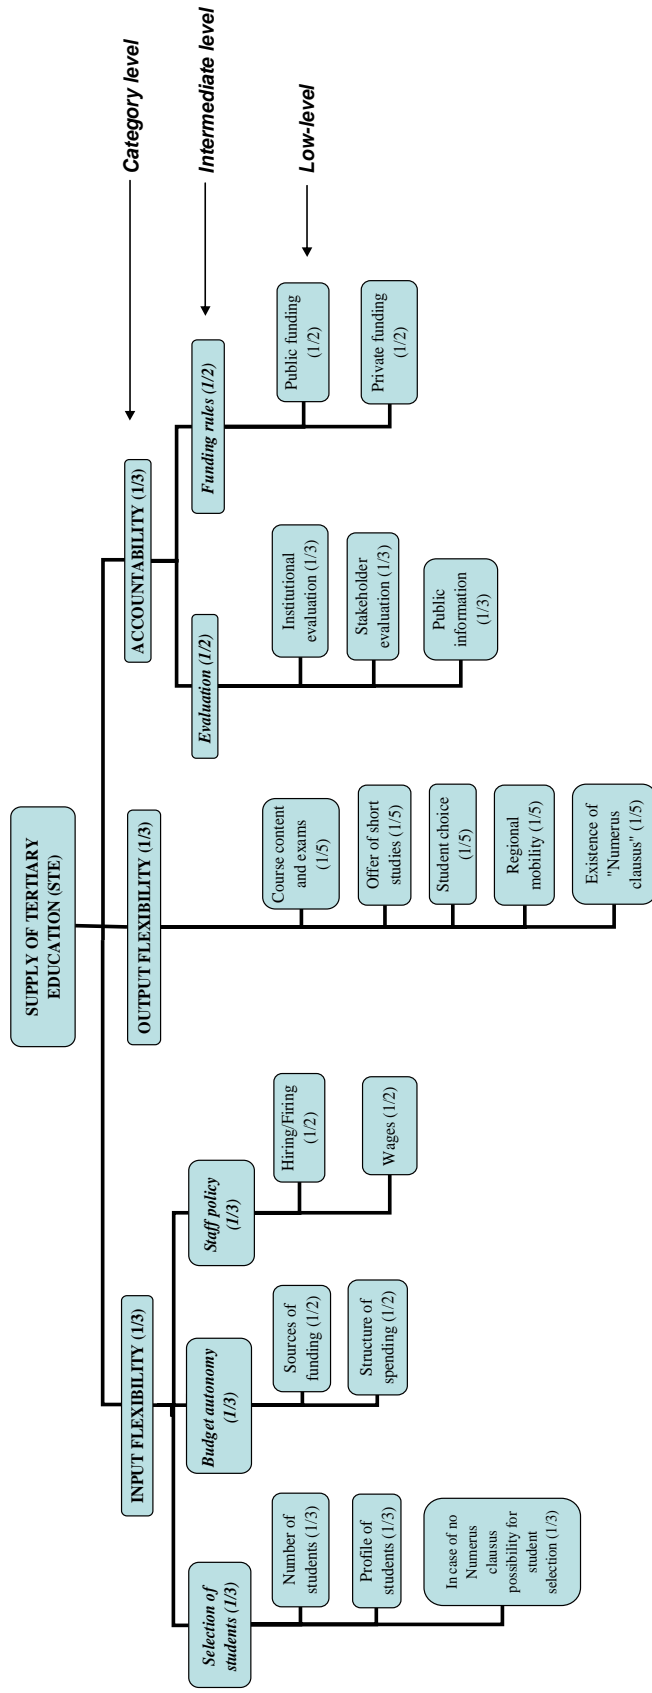 SUPPLY OF TERTIARY
EDUCATION (STE)
INPUT FLEXIBILITY (1/3)
OUTPUT FLEXIBILITY (1/3)
ACCOUNTABILITY (1/3)
Category level
Selection of
students (1/3)
Budget autonomy
(1/3)
Staff policy
(1/3)
Evaluation (1/2)
Funding rules (1/2)
Intermediate level
Number of
students (1/3)
Profile of
students (1/3)
In case of no
Numerus
clausus
possibility for
student
selection (1/3)
Sources of
funding (1/2)
Structure of
spending (1/2)
Hiring/Firing
(1/2)
Wages (1/2)
Course content
and exams
(1/5)
Offer of short
studies (1/5)
Student choice
(1/5)
Regional
mobility (1/5)
Existence of
"Numerus
clausus" (1/5)
Institutional
evaluation (1/3)
Stakeholder
evaluation (1/3)
Public
information
(1/3)
Public funding
(1/2)
Private funding
(1/2)
Low-level